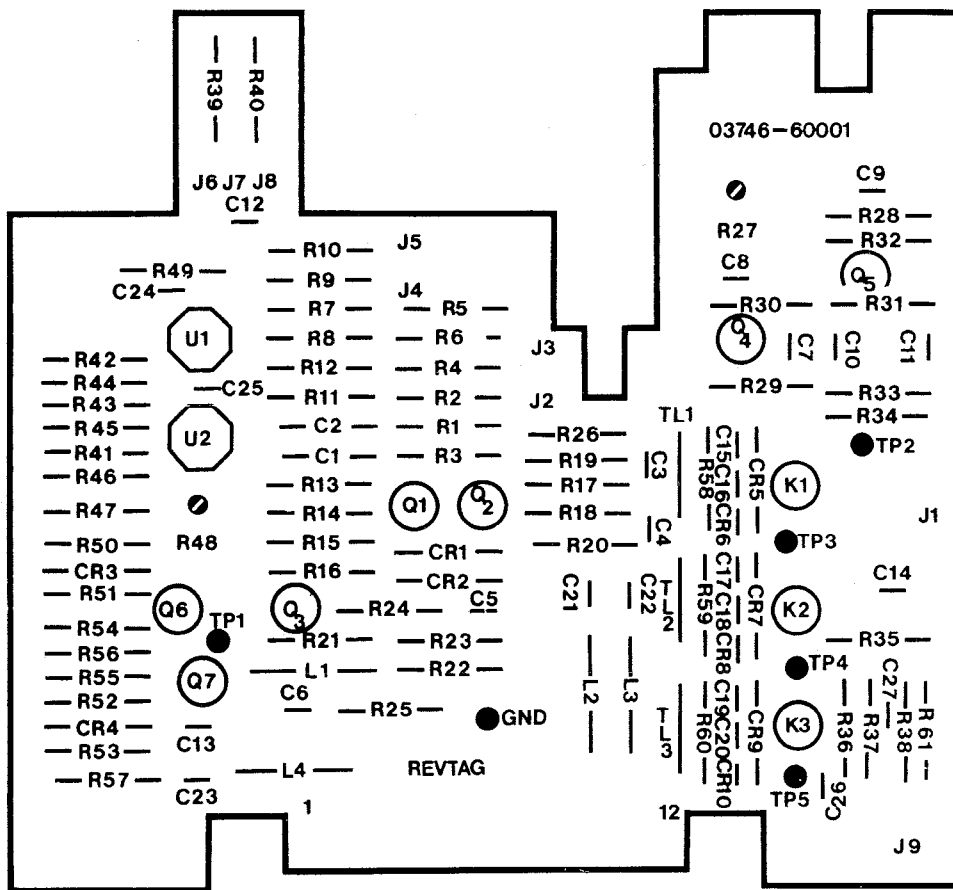 R39
R40
03746-60001
J6 J7 J8
C12
C9
R28
R27
R32
R10
J5
C8
Q5
R49
R9
C24
J4
R7
R5
R30
R31
U1
R8
R6
J3
Q4
C7
C10
C11
R42
R12
R4
R44
C25
R29
R43
R11
R2
J2
R33
R45
U2
C2
R1
R26
TL1
R34
R41
C1
R3
R19
C3
C15
C16
R58
CR5
TP2
R46
R13
R17
K1
R47
Q1
Q2
R14
R18
C4
CR6
J1
R48
R50
R15
CR1
R20
TP3
CR3
R16
CR2
C17
R51
C21
C22
TL2
R59
C18
CR7
C14
Q6
Q3
R24
C5
K2
R54
TP1
R21
R23
CR8
R35
R56
L1
R22
TP4
R55
Q7
L2
L3
C19
C27
R52
C6
R25
GND
TL3
R60
C20
CR9
K3
R36
R37
R38
R61
CR4
C13
R53
L4
REVTAG
CR10
R57
C23
TP5
C26
1
12
J9